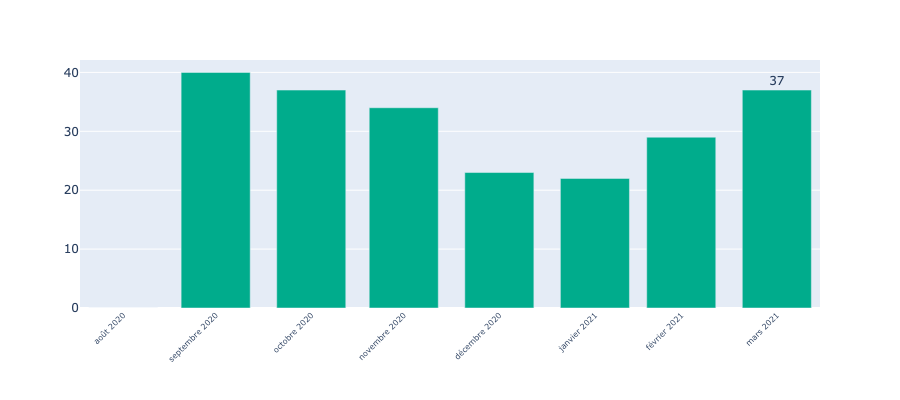 40
30
20
10
0
37
août 2020
septembre 2020
octobre 2020
novembre 2020
décembre 2020
janvier 2021
février 2021
mars 2021